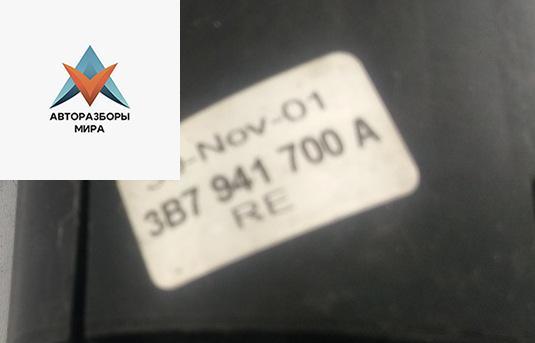 АВТОРАЗБОРЫ
МИРА
-Nov-01
3B7 941 700 A
RE